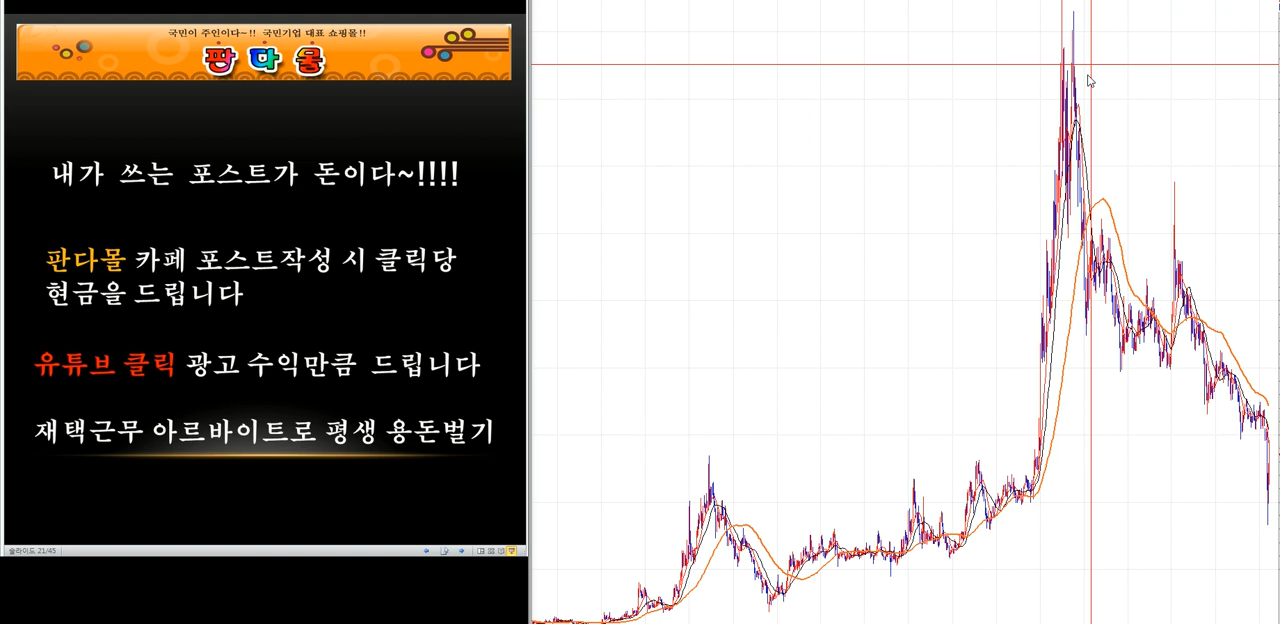 국민이 주인이다~!! 국민기업 대표 쇼핑몰!!
판다몰
내가 쓰는 포스트가 돈이다~!!!!
판다몰 카페 포스트작성 시 클릭당
현금을 드립니다
유튜브 클릭 광고 수익만큼 드립니다
재택근무 아르바이트로 평생 용돈벌기
슬라이드 21/45